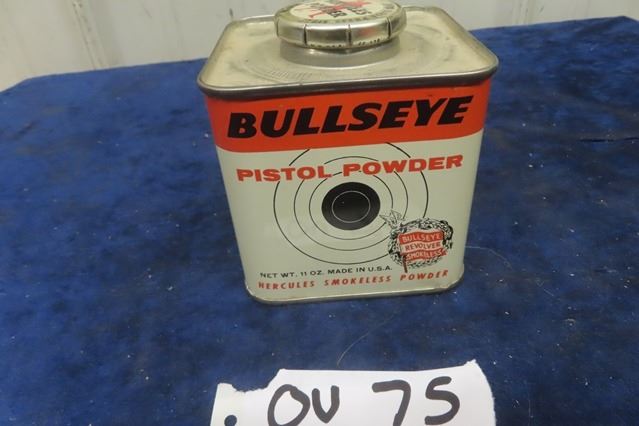 BULLSEYE
PISTOL POWDER
BULLSEYE
REVOLVER
SMOKELESS
NET WT. 11 OZ. MADE IN U.S.A.
HERCULES SMOKELESS POWDER
OU 75